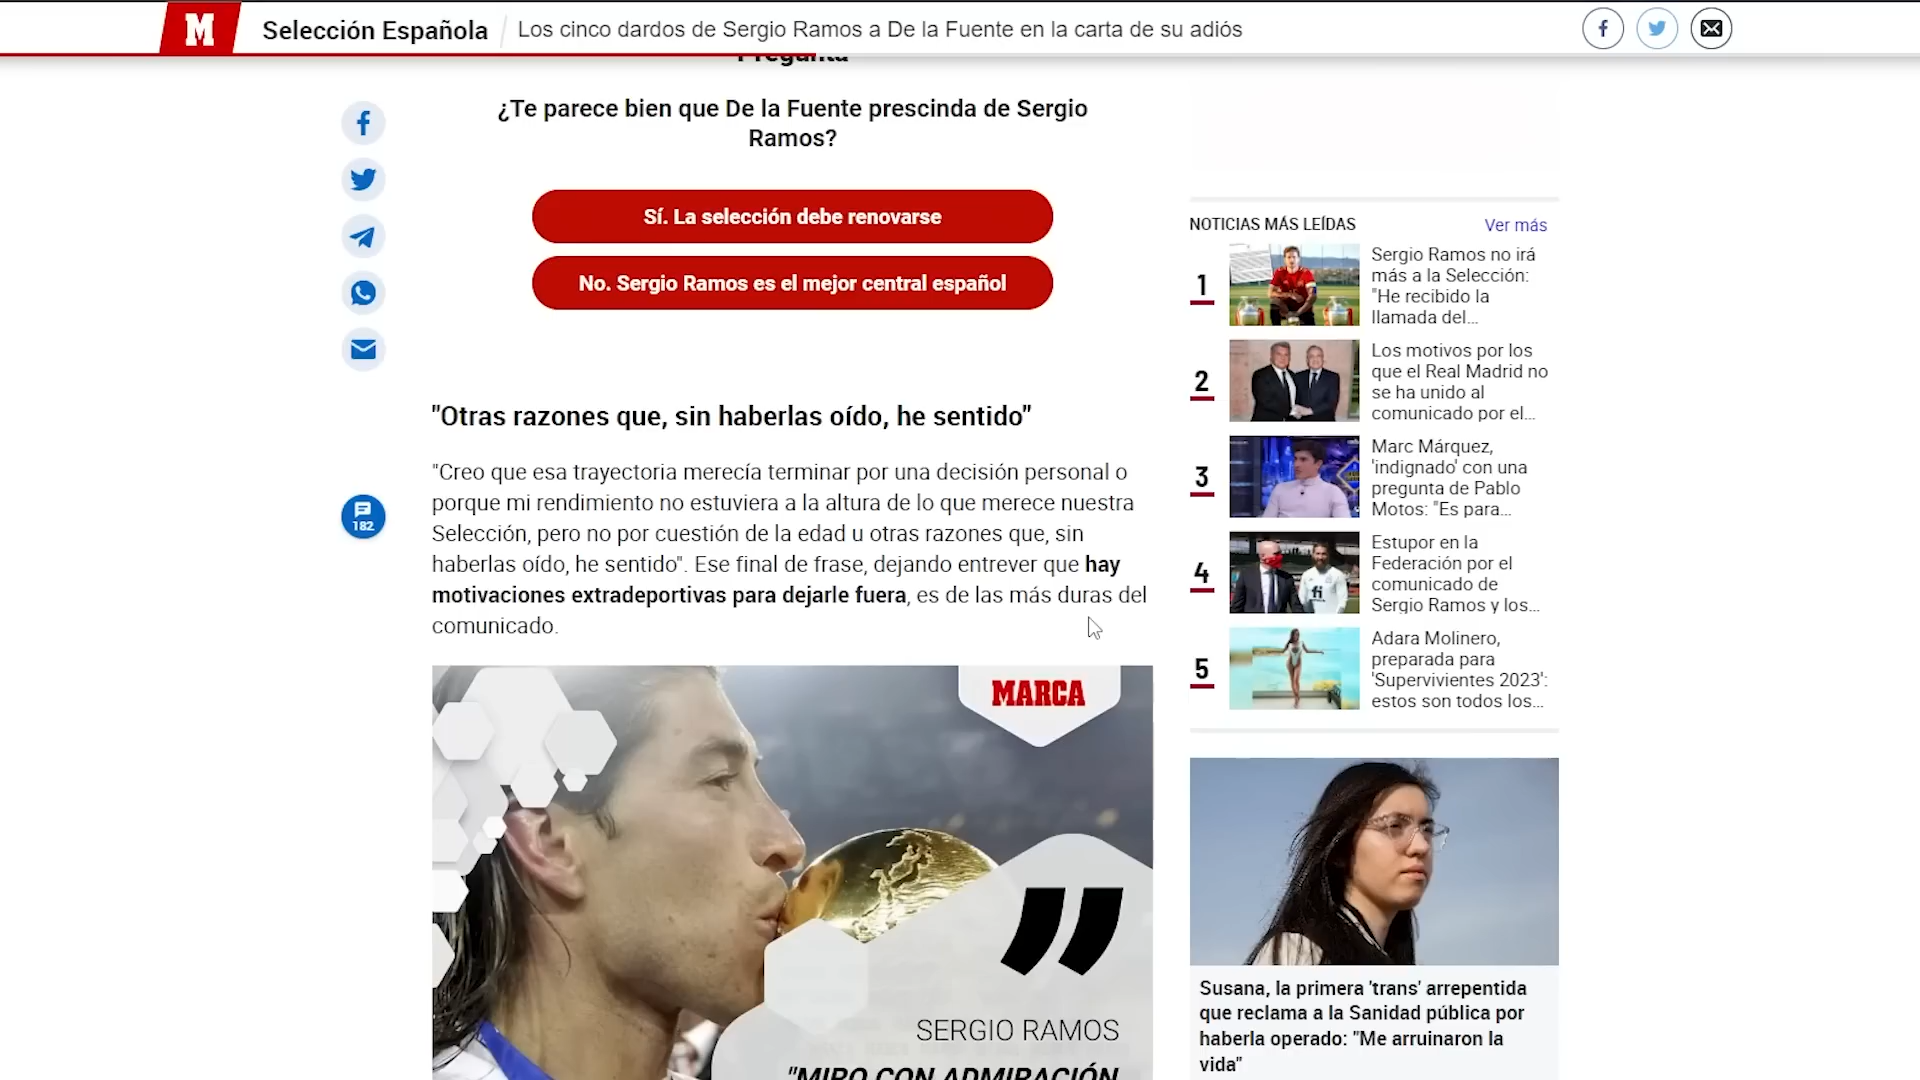 M
Selección Española
Los cinco dardos de Sergio Ramos a De la Fuente en la carta de su adiós
Pregunta
¿Te parece bien que De la Fuente prescinda de Sergio
Ramos?
Sí. La selección debe renovarse
No. Sergio Ramos es el mejor central español
"Otras razones que, sin haberlas oído, he sentido"
"Creo que esa trayectoria merecía terminar por una decisión personal o
porque mi rendimiento no estuviera a la altura de lo que merece nuestra
Selección, pero no por cuestión de la edad u otras razones que, sin
haberlas oído, he sentido". Ese final de frase, dejando entrever que hay
motivaciones extradeportivas para dejarle fuera, es de las más duras del
comunicado.
182
MARCA
SERGIO RAMOS
"MIRO CON ADMIRACIÓN
NOTICIAS MÁS LEÍDAS
Ver más
1
Sergio Ramos no irá
más a la Selección:
"He recibido la
llamada del...
2
Los motivos por los
que el Real Madrid no
se ha unido al
comunicado por el...
3
Marc Márquez,
'indignado' con una
pregunta de Pablo
Motos: "Es para...
4
Estupor en la
Federación por el
comunicado de
Sergio Ramos y los...
5
Adara Molinero,
preparada para
'Supervivientes 2023':
estos son todos los...
Susana, la primera 'trans' arrepentida
que reclama a la Sanidad pública por
haberla operado: "Me arruinaron la
vida"